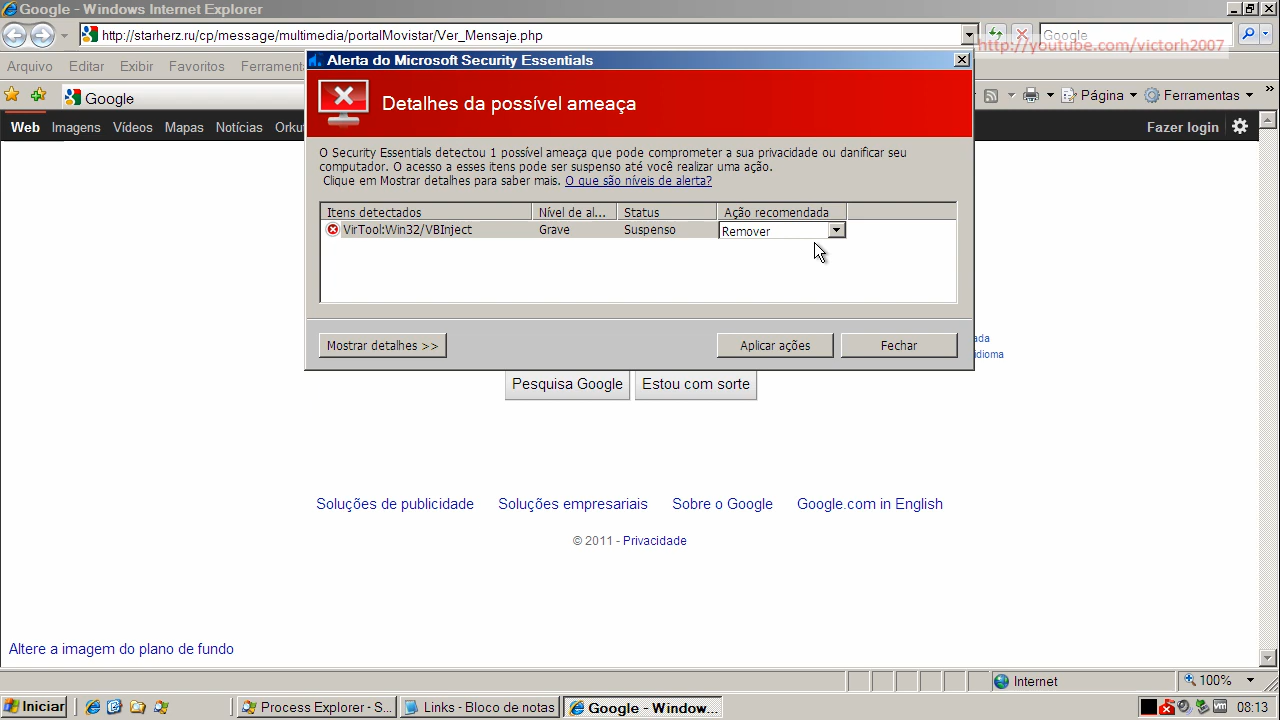 Google - Windows Internet Explorer
http://starherz.ru/cp/message/multimedia/portalMovistar/Ver_Mensaje.php
Google
http://youtube.com/victorh2007
Arquivo Editar Exibir Favoritos Ferrament
Google
Página Ferramentas
Web Imagens Vídeos Mapas Notícias Orku
Fazer login
Alerta do Microsoft Security Essentials
Detalhes da possível ameaça
O Security Essentials detectou 1 possível ameaça que pode comprometer a sua privacidade ou danificar seu
computador. O acesso a esses itens pode ser suspenso até você realizar uma ação.
Clique em Mostrar detalhes para saber mais. O que são níveis de alerta?
Itens detectados Nível de al... Status Ação recomendada
VirTool:Win32/VBInject Grave Suspenso Remover
Mostrar detalhes >> Aplicar ações Fechar
ada
idioma
Pesquisa Google Estou com sorte
Soluções de publicidade Soluções empresariais Sobre o Google Google.com in English
© 2011 - Privacidade
Altere a imagem do plano de fundo
Internet 100%
Iniciar Process Explorer - S... Links - Bloco de notas Google - Window... 08:13